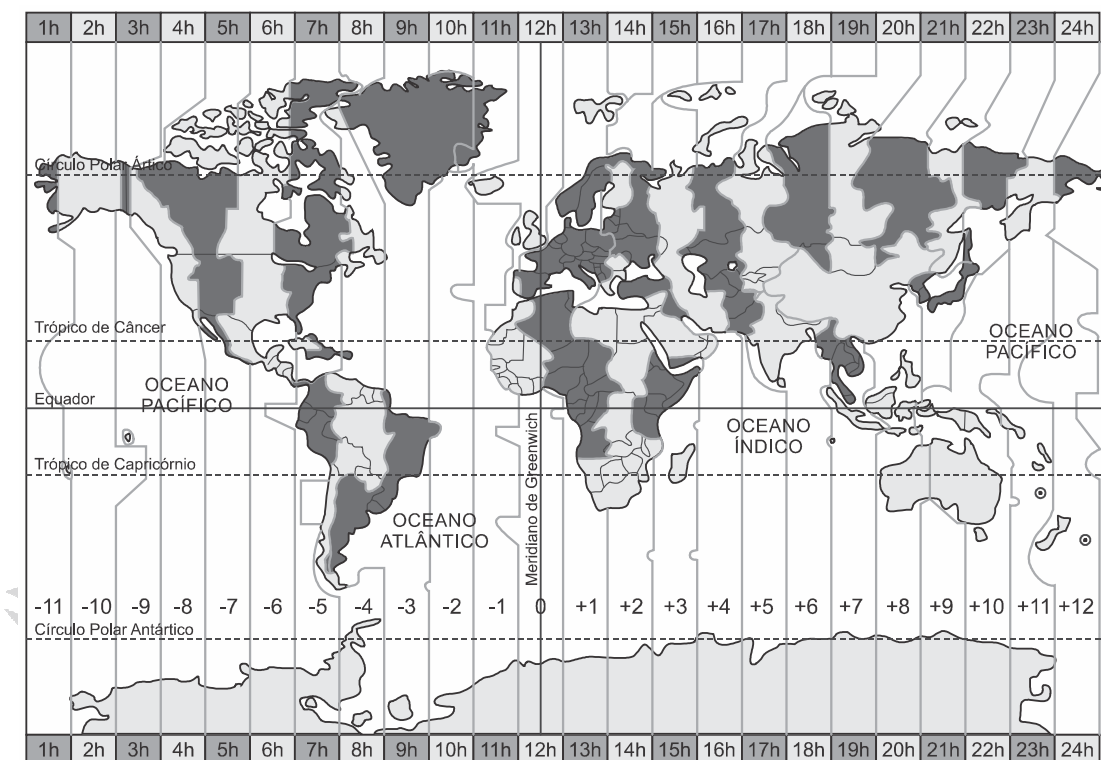 1h 2h 3h 4h 5h 6h 7h 8h 9h 10h 11h 12h 13h 14h 15h 16h 17h 18h 19h 20h 21h 22h 23h 24h
Círculo Polar Ártico
Trópico de Câncer
OCEANO
PACÍFICO
OCEANO
PACÍFICO
Equador
OCEANO
ÍNDICO
Trópico de Capricórnio
OCEANO
ATLÂNTICO
Meridiano de Greenwich
-11 -10 -9 -8 -7 -6 -5 -4 -3 -2 -1 0 +1 +2 +3 +4 +5 +6 +7 +8 +9 +10 +11 +12
Círculo Polar Antártico
1h 2h 3h 4h 5h 6h 7h 8h 9h 10h 11h 12h 13h 14h 15h 16h 17h 18h 19h 20h 21h 22h 23h 24h